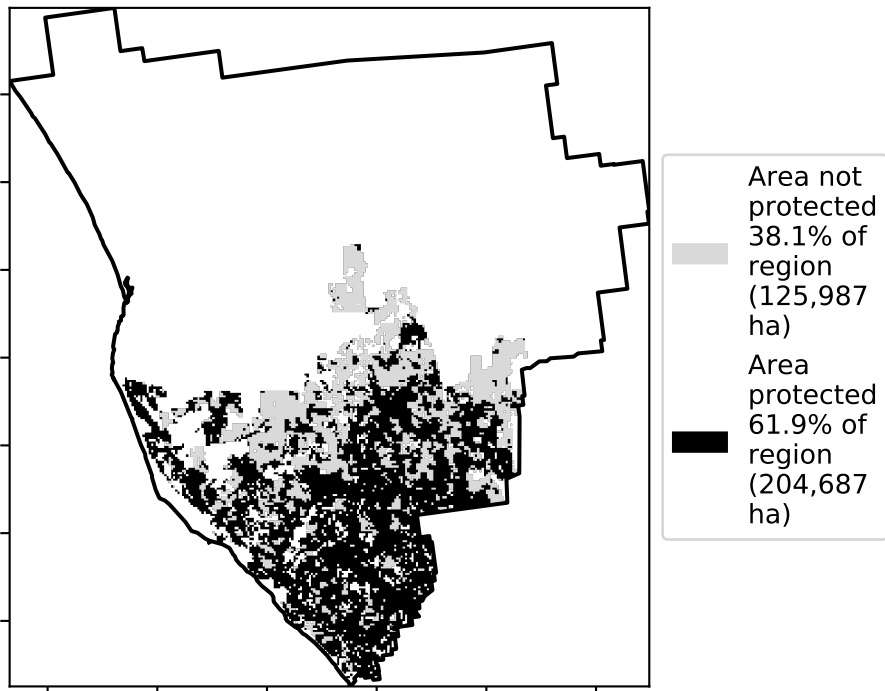 Area not
protected
38.1% of
region
(125,987
ha)
Area
protected
61.9% of
region
(204,687
ha)